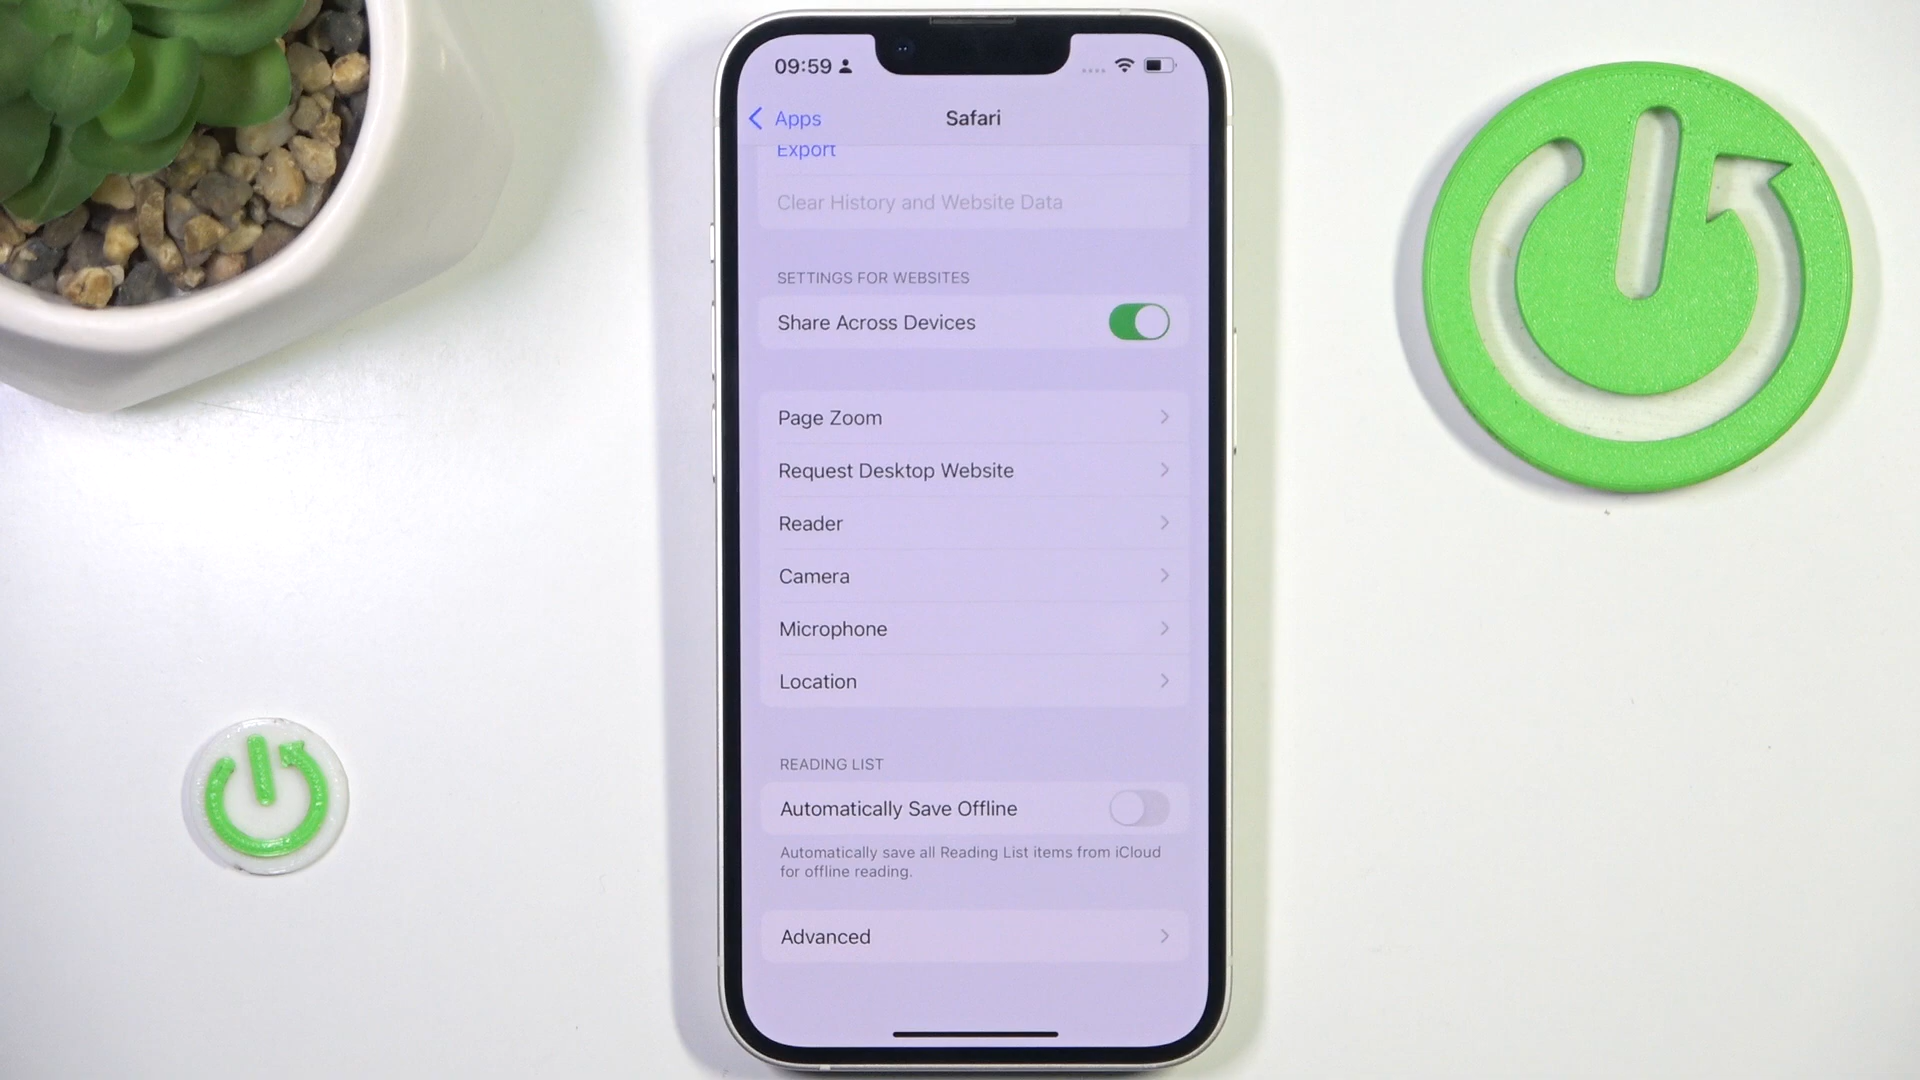 09:59
Apps
Safari
Export
Clear History and Website Data
SETTINGS FOR WEBSITES
Share Across Devices
Page Zoom
Request Desktop Website
Reader
Camera
Microphone
Location
READING LIST
Automatically Save Offline
Automatically save all Reading List items from iCloud
for offline reading.
Advanced